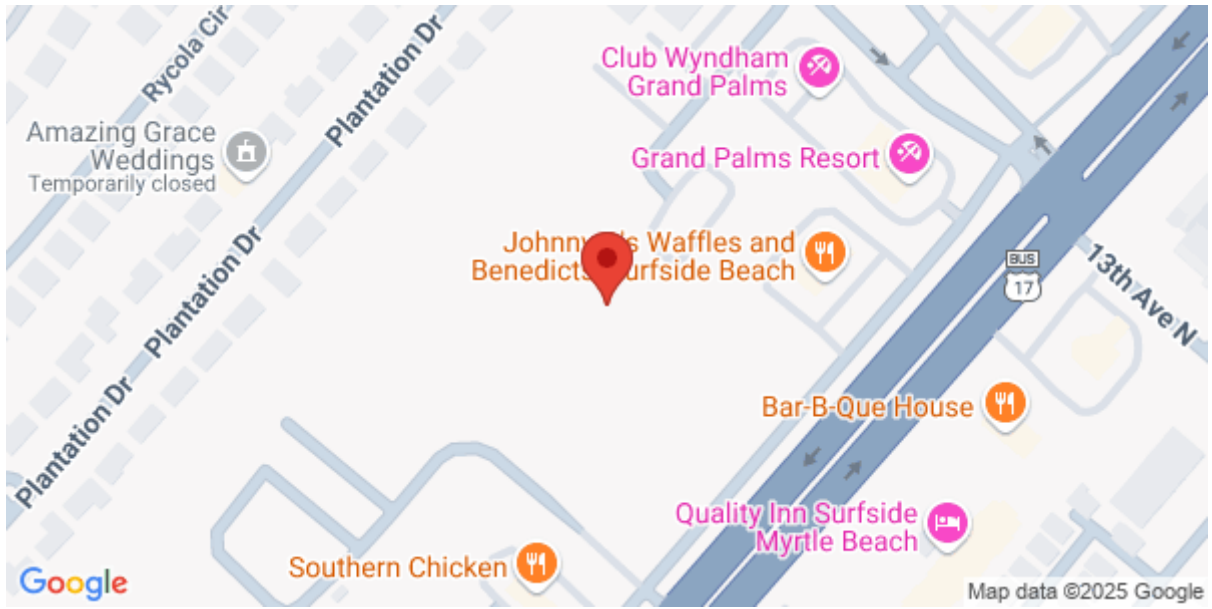 Rycola Cir
Plantation Dr
Club Wyndham
Grand Palms
Amazing Grace
Weddings
Temporarily closed
Grand Palms Resort
Plantation Dr
Johnny
's Waffles and
Benedicts
Surfside Beach
BUS
17
13th Ave N
Plantation Dr
Bar-B-Que House
Quality Inn Surfside
Myrtle Beach
Southern Chicken
Google
Map data ©2025 Google